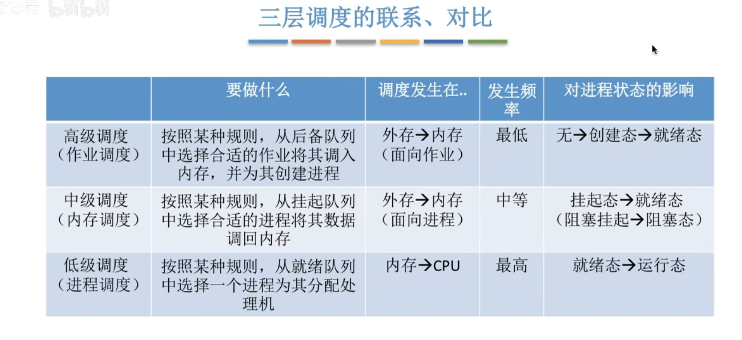 三层调度的联系、对比
要做什么
调度发生在..
发生频
率
对进程状态的影响
高级调度
（作业调度）
按照某种规则，从后备队列
中选择合适的作业将其调入
内存，并为其创建进程
外存→内存
（面向作业）
最低
无→创建态→就绪态
中级调度
（内存调度）
按照某种规则，从挂起队列
中选择合适的进程将其数据
调回内存
外存→内存
（面向进程）
中等
挂起态→就绪态
（阻塞挂起→阻塞态）
低级调度
（进程调度）
按照某种规则，从就绪队列
中选择一个进程为其分配处
理机
内存→CPU
最高
就绪态→运行态